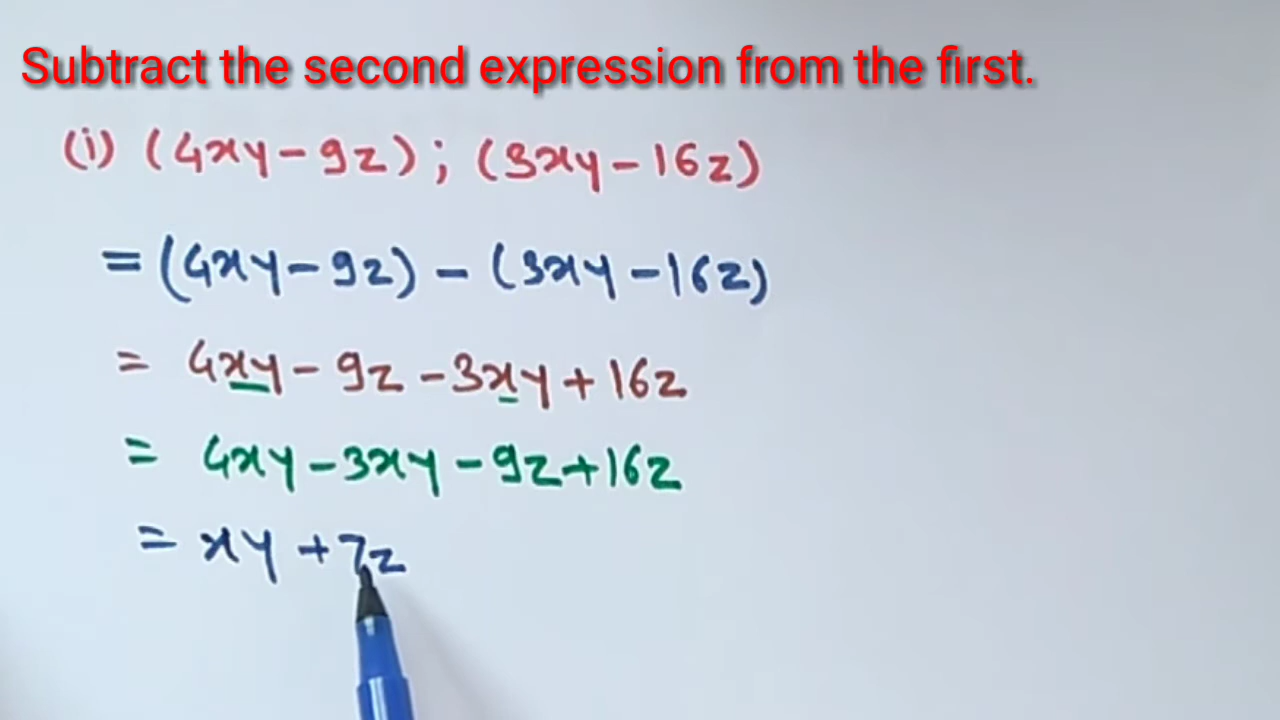 Subtract the second expression from the first.
(i) (4xy-9z); (3xy-16z)
=(4xy-9z)-(3xy-16z)
= 4xy-9z-3xy+16z
= 4xy-3xy-9z+16z
= xy+7z